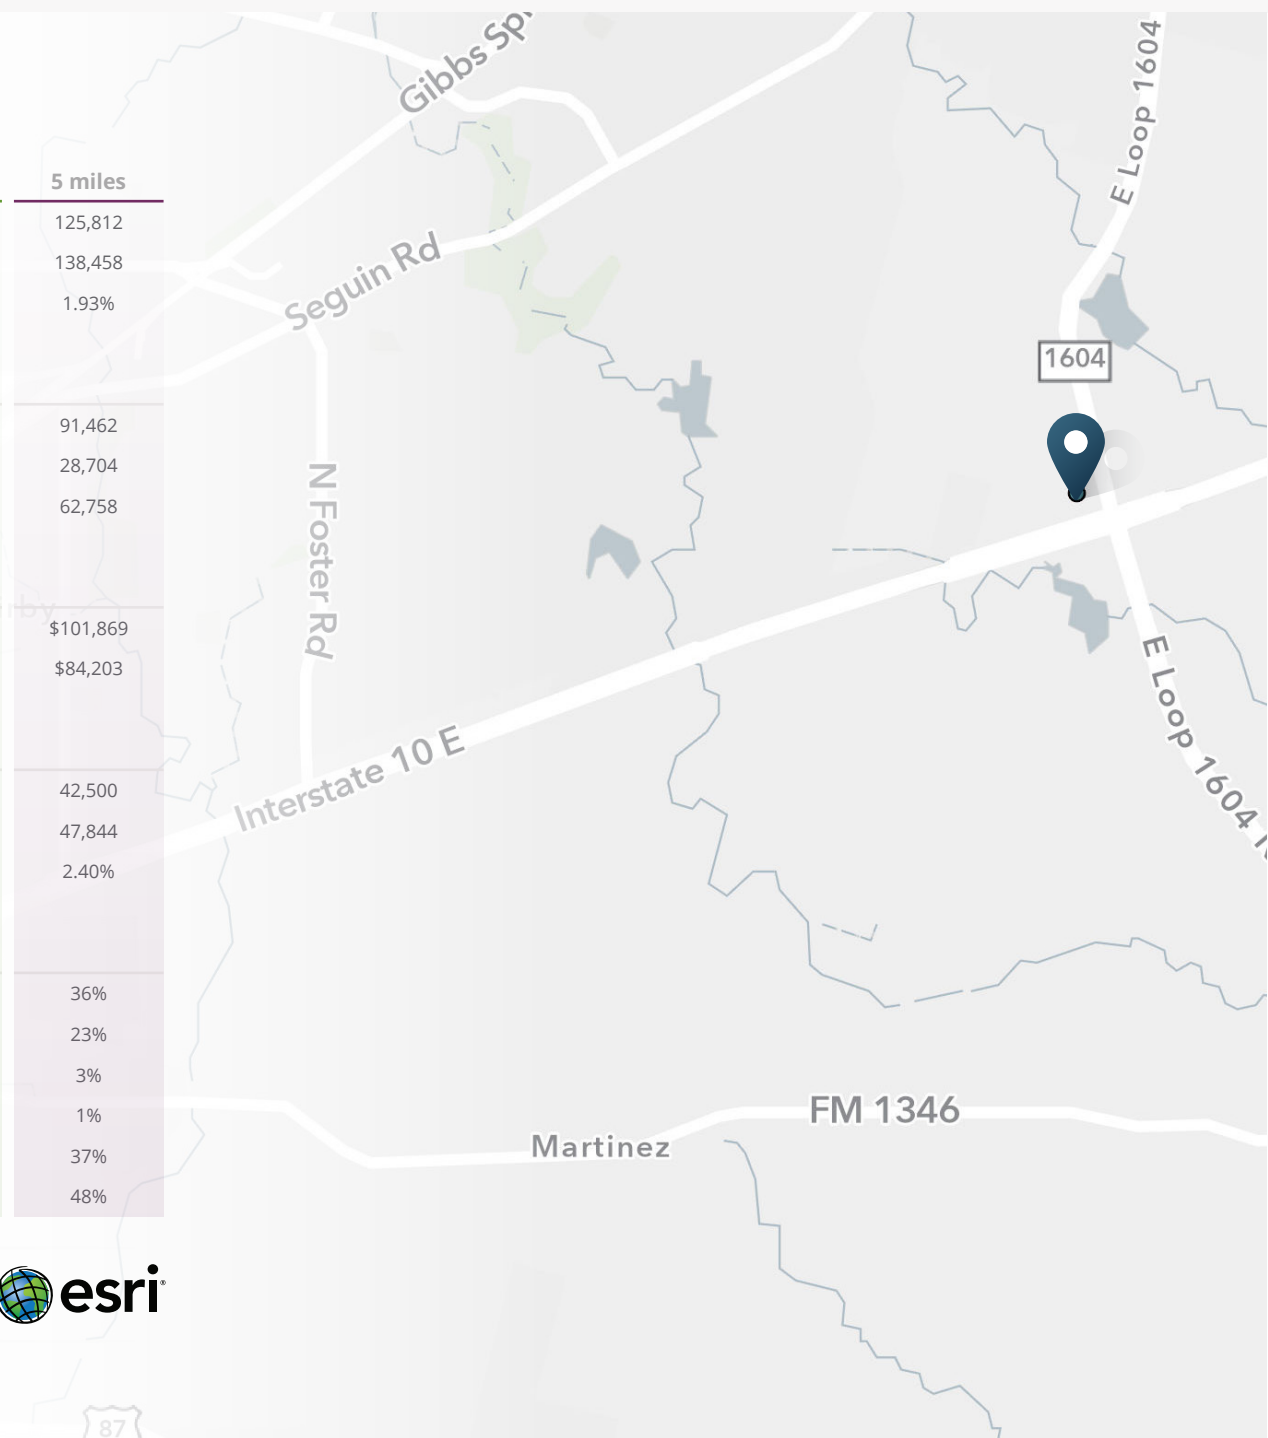 Gibbs Sp
E Loop 1604
5 miles
125,812
138,458
1.93%
Seguin Rd
1604
91,462
28,704
62,758
N Foster Rd
$101,869
$84,203
E Loop 1604 N
Interstate 10 E
42,500
47,844
2.40%
36%
23%
3%
1%
37%
48%
FM 1346
Martinez
esri
87